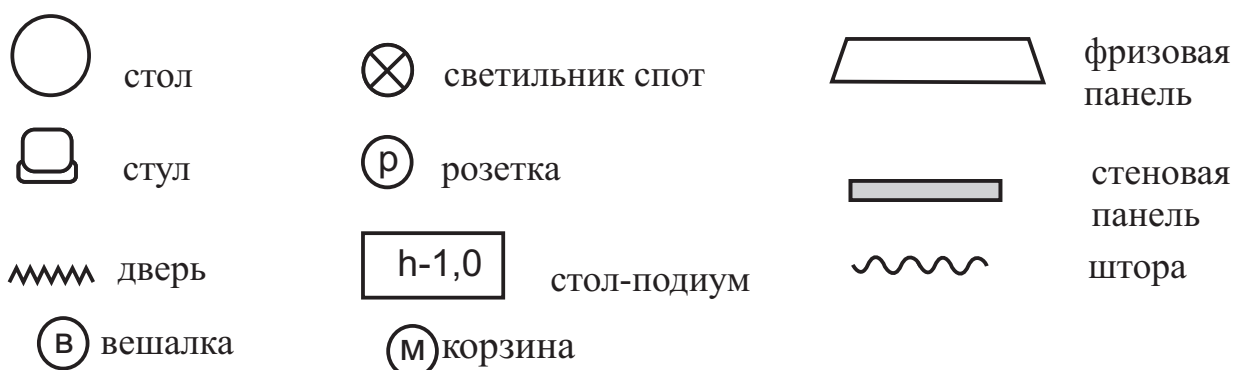 стол
светильник спот
фризовая
панель
стул
р розетка
стеновая
панель
дверь
h-1,0 стол-подиум
штора
в вешалка
м корзина